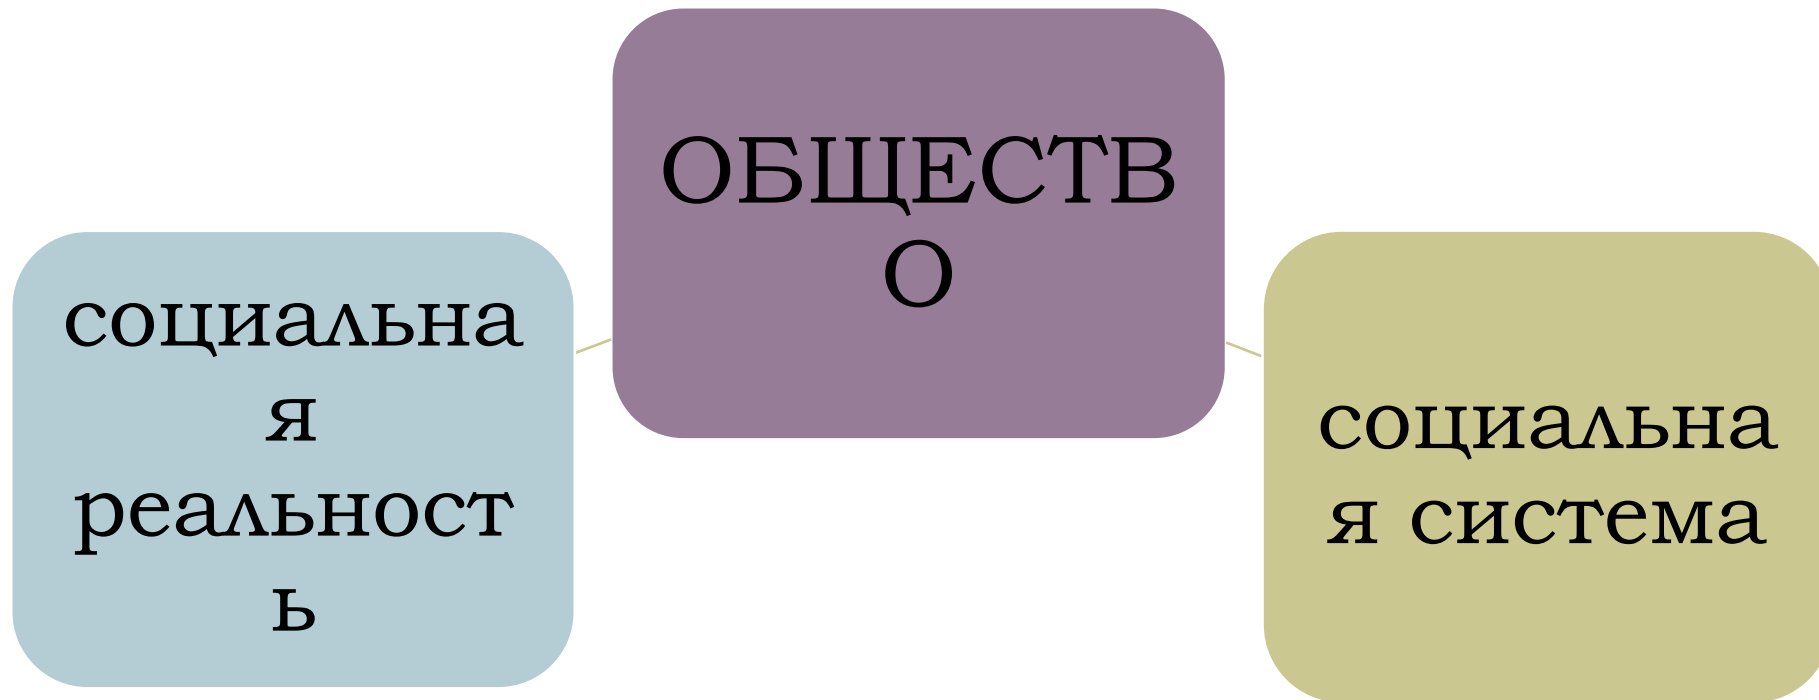 ОБЩЕСТВ
О
социальна
я
реальност
ь
социальна
я система